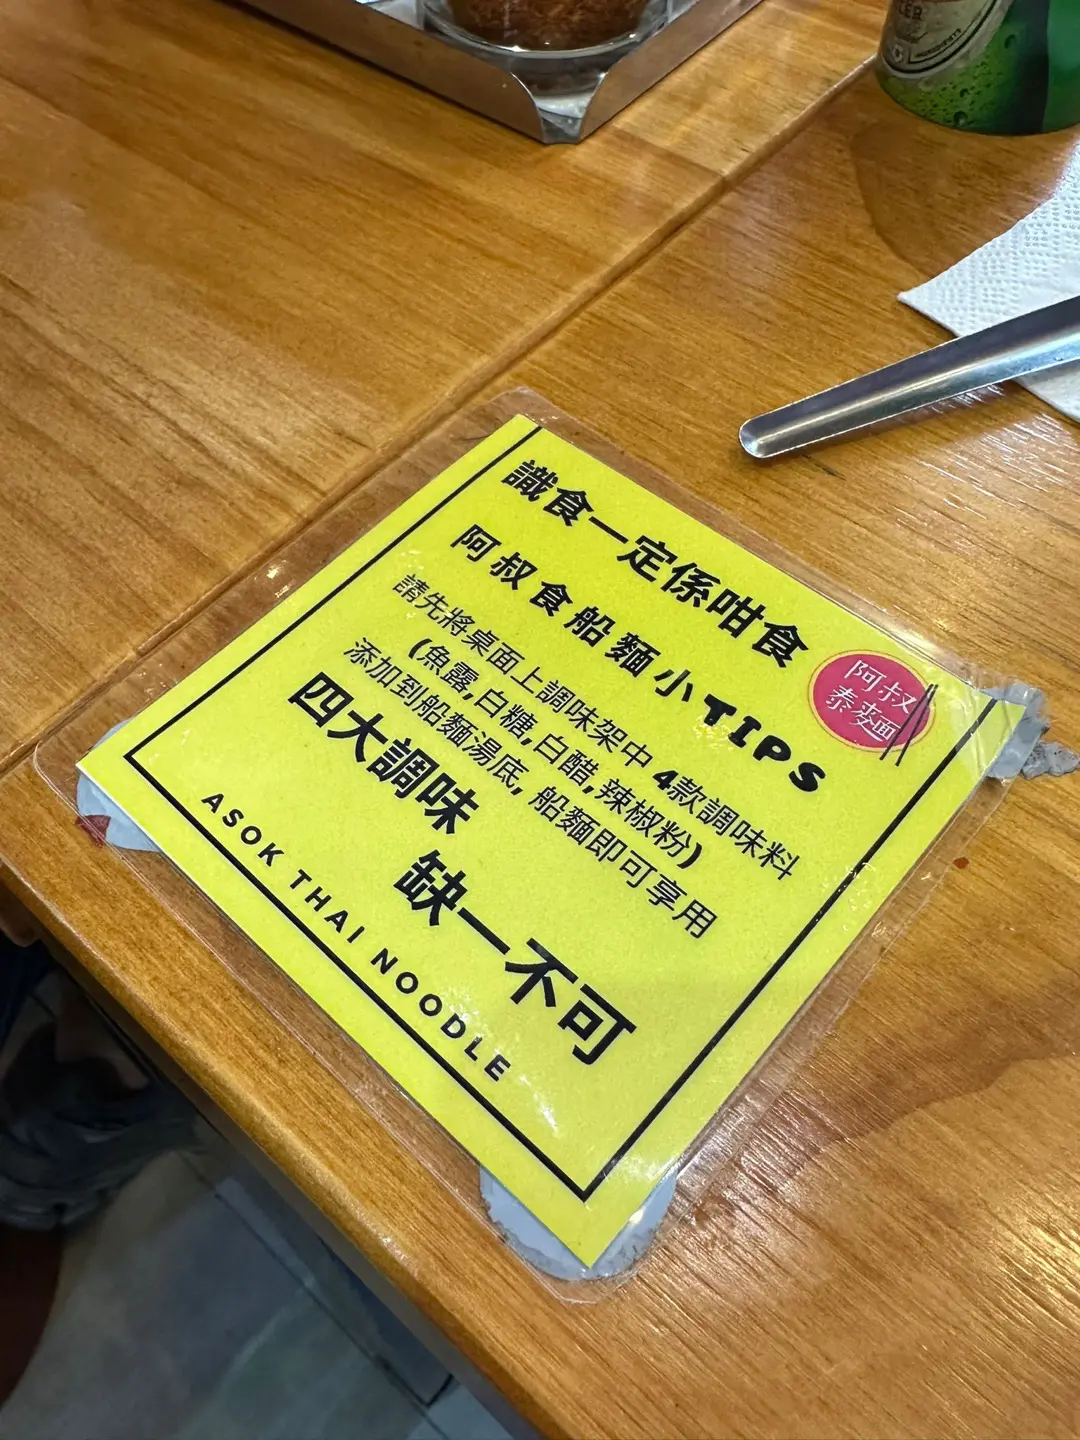 識食一定係咁食
阿叔食船麵小TIPS
請先將桌面上調味架中 4款調味料
(魚露,白糖,白醋,辣椒粉)
添加到船麵湯底, 船麵即可享用
四大調味
缺一不可
ASOK THAI NOODLE
阿叔
泰麵